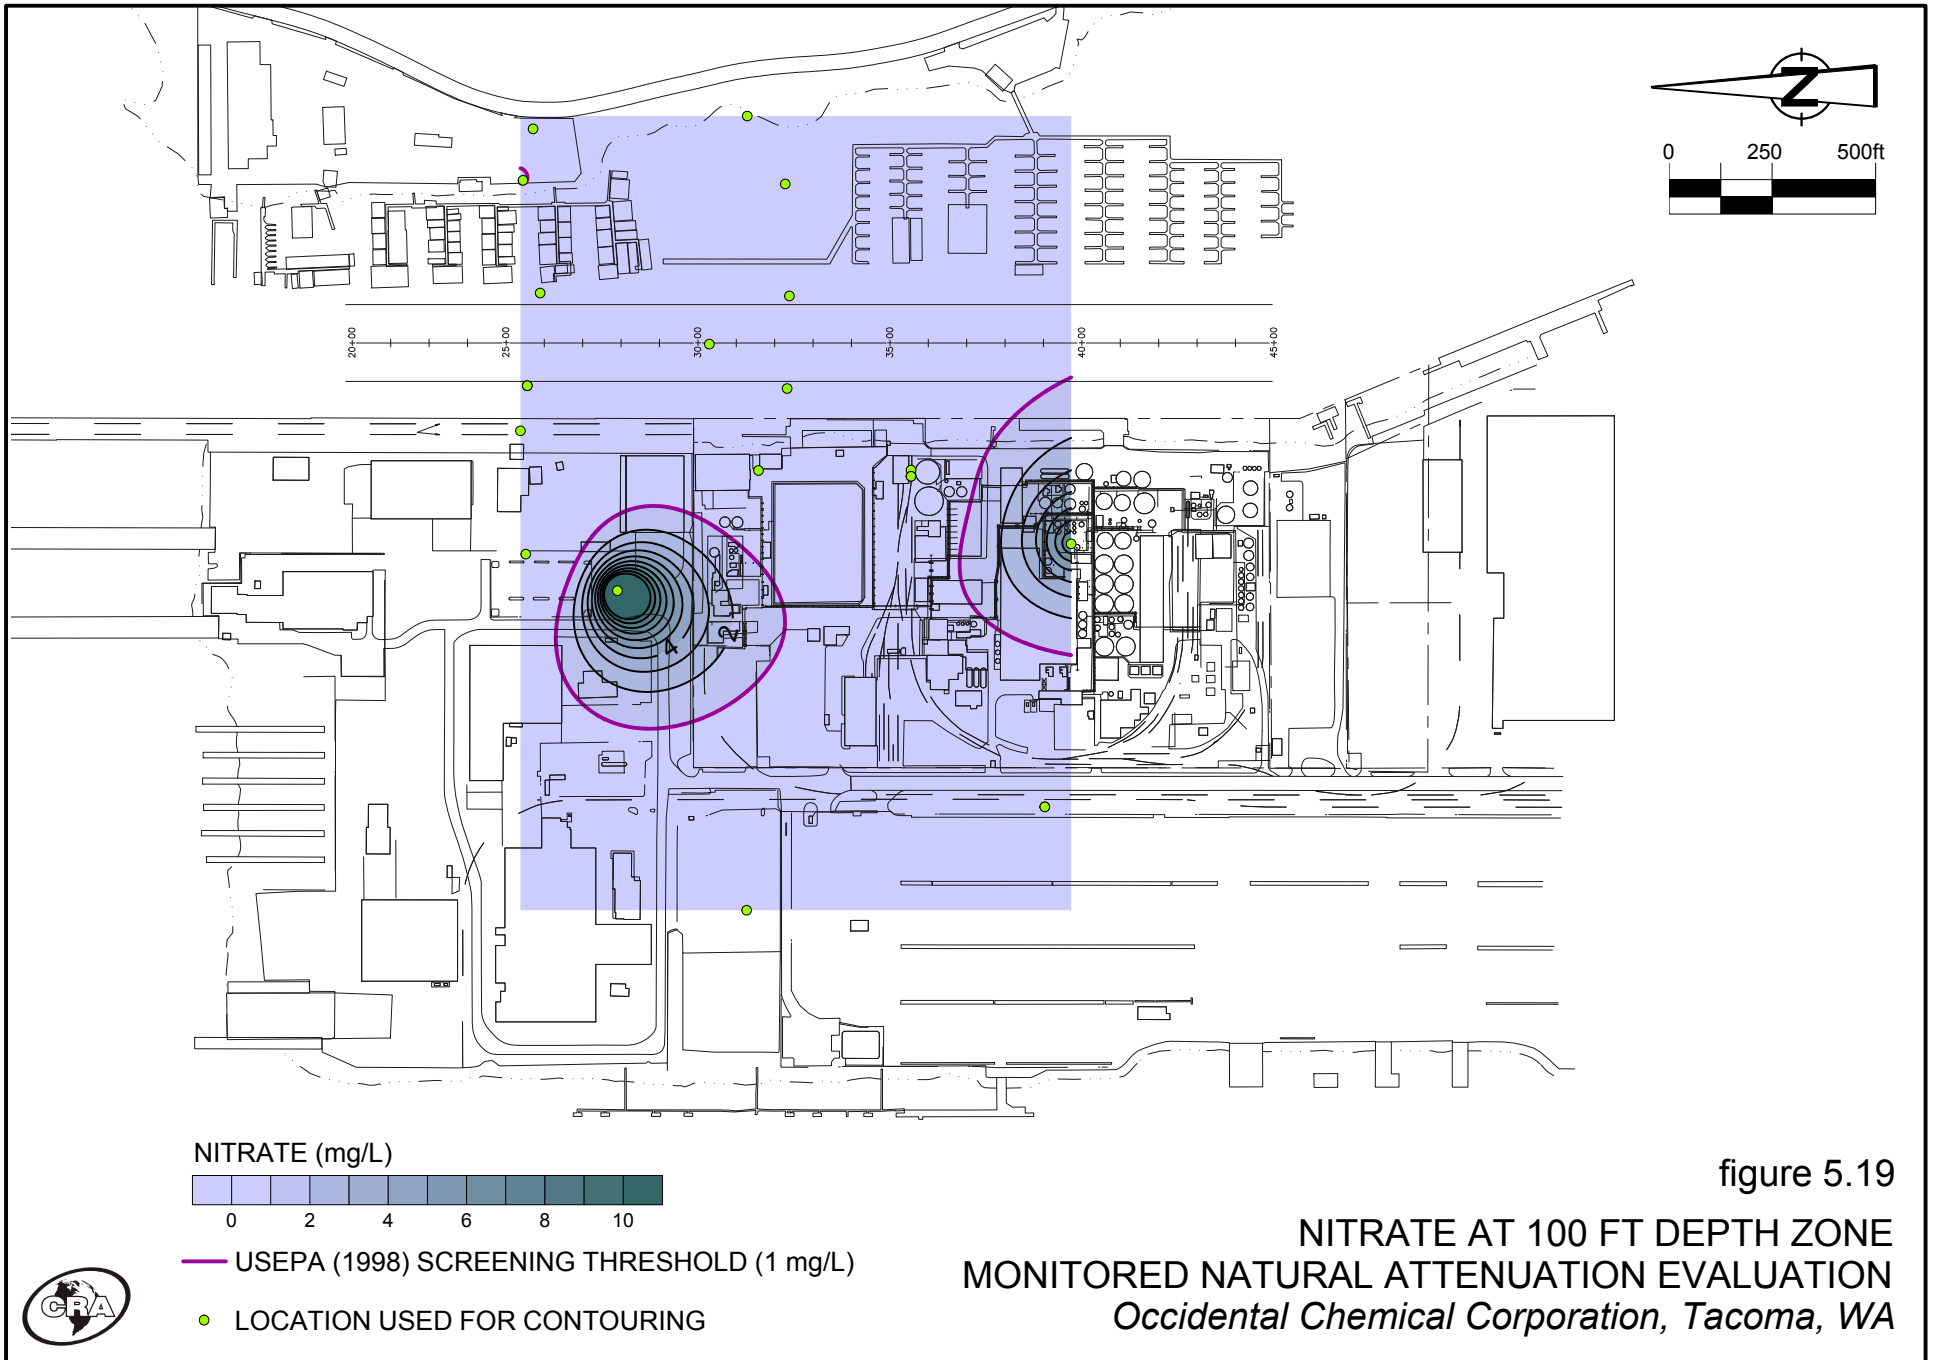 N
0 250 500ft
20+00 25+00 30+00 35+00 40+00 45+00
2
4
NITRATE (mg/L)
0 2 4 6 8 10
USEPA (1998) SCREENING THRESHOLD (1 mg/L)
LOCATION USED FOR CONTOURING
CRA
figure 5.19
NITRATE AT 100 FT DEPTH ZONE
MONITORED NATURAL ATTENUATION EVALUATION
Occidental Chemical Corporation, Tacoma, WA